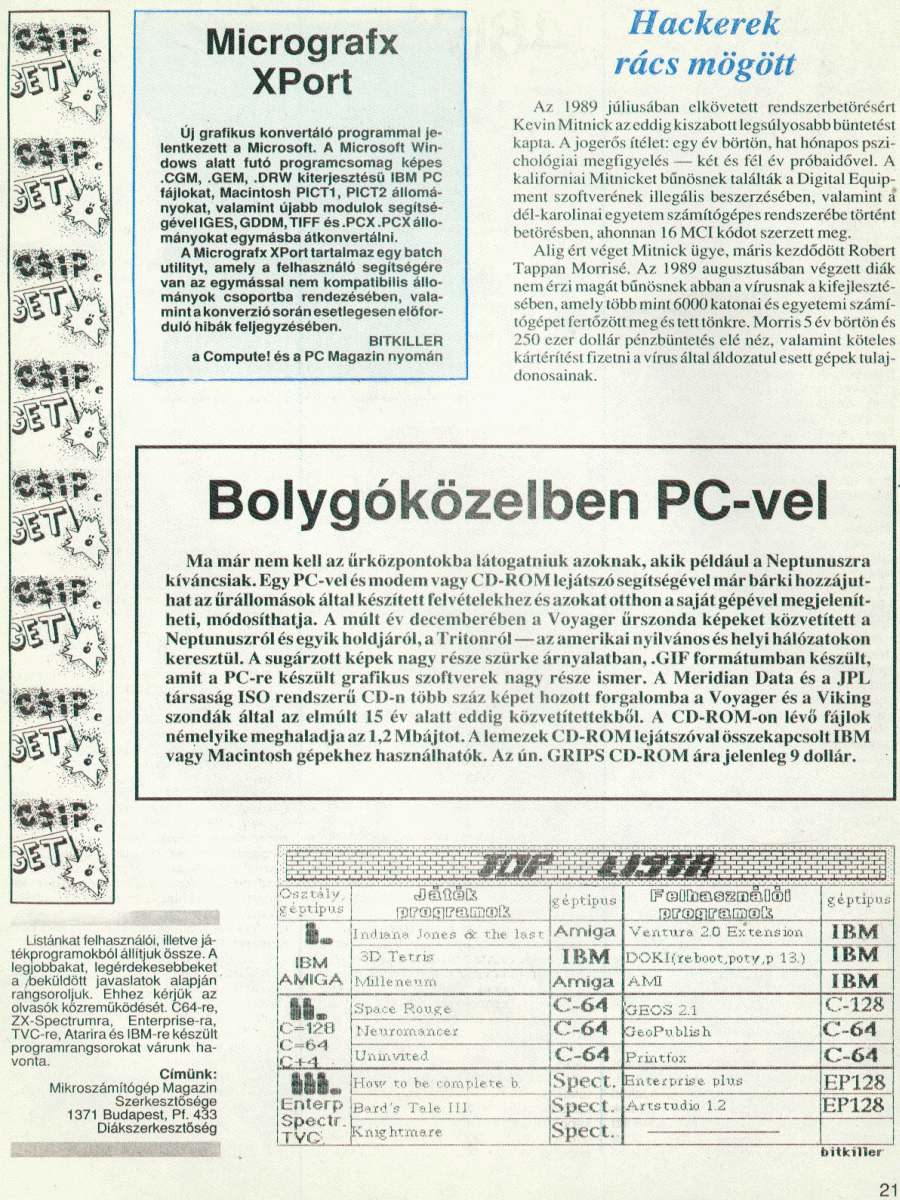 CSIP
GET!
CSIP
GET!
CSIP
GET!
CSIP
GET!
CSIP
GET!
CSIP
GET!
CSIP
GET!
CSIP
GET!
Micrografx
XPort
Új grafikus konvertáló programmal je-
lentkezett a Microsoft. A Microsoft Win-
dows alatt futó programcsomag képes
.CGM, .GEM, .DRW kiterjesztésű IBM PC
fájlokat, Macintosh PICT1, PICT2 állomá-
nyokat, valamint újabb modulok segítsé-
gével IGES, GDDM, TIFF és .PCX .PCX állo-
mányokat egymásba átkonvertálni.
A Micrografx XPort tartalmaz egy batch
utilityt, amely a felhasználó segítségére
van az egymással nem kompatibilis állo-
mányok csoportba rendezésében, vala-
mint a konverzió során esetlegesen előfor-
duló hibák feljegyzésében.
BITKILLER
a Compute! és a PC Magazin nyomán
Hackerek
rács mögött
Az 1989 júliusában elkövetett rendszerbetörésért
Kevin Mitnick az eddig kiszabott legsúlyosabb büntetést
kapta. A jogerős ítélet: egy év börtön, hat hónapos pszi-
chológiai megfigyelés — két és fél év próbaidővel. A
kaliforniai Mitnicket bűnösnek találták a Digital Equip-
ment szoftverének illegális beszerzésében, valamint a
dél-karolinai egyetem számítógépes rendszerébe történt
betörésben, ahonnan 16 MCI kódot szerzett meg.
Alig ért véget Mitnick ügye, máris kezdődött Robert
Tappan Morrisé. Az 1989 augusztusában végzett diák
nem érzi magát bűnösnek abban a vírusnak a kifejleszté-
sében, amely több mint 6000 katonai és egyetemi számí-
tógépet fertőzött meg és tett tönkre. Morris 5 év börtön és
250 ezer dollár pénzbüntetés elé néz, valamint köteles
kártérítést fizetni a vírus által áldozatul esett gépek tulaj-
donosainak.
Bolygóközelben PC-vel
Ma már nem kell az űrközpontokba látogatniuk azoknak, akik például a Neptunuszra
kíváncsiak. Egy PC-vel és modem vagy CD-ROM lejátszó segítségével már bárki hozzájut-
hat az űrállomások által készített felvételekhez és azokat otthon a saját gépével megjelenít-
heti, módosíthatja. A múlt év decemberében a Voyager űrszonda képeket közvetített a
Neptunuszról és egyik holdjáról, a Tritonról — az amerikai nyilvános és helyi hálózatokon
keresztül. A sugárzott képek nagy része szürke árnyalatban, .GIF formátumban készült,
amit a PC-re készült grafikus szoftverek nagy része ismer. A Meridian Data és a JPL
társaság ISO rendszerű CD-n több száz képet hozott forgalomba a Voyager és a Viking
szondák által az elmúlt 15 év alatt eddig közvetítettekből. A CD-ROM-on lévő fájlok
némelyike meghaladja az 1,2 Mbájtot. A lemezek CD-ROM lejátszóval összekapcsolt IBM
vagy Macintosh gépekhez használhatók. Az ún. GRIPS CD-ROM ára jelenleg 9 dollár.
Listánkat felhasználói, illetve já-
tékprogramokból állítjuk össze. A
legjobbakat, legérdekesebbeket
a beküldött javaslatok alapján
rangsoroljuk. Ehhez kérjük az
olvasók közreműködését. C64-re,
ZX-Spectrumra, Enterprise-ra,
TVC-re, Atarira és IBM-re készült
programrangsorokat várunk ha-
vonta.
Címünk:
Mikroszámítógép Magazin
Szerkesztősége
1371 Budapest, Pf. 433
Diákszerkesztőség
TOP LISTA
Osztály, géptipus Játék programok géptipus Felhasználói programok géptipus
I. IBM AMIGA
Indiana Jones & the last Amiga Ventura 2.0 Extension IBM
3D Tetris IBM DOKI(reboot,poty,p 13.) IBM
Milleneum Amiga AMI IBM
II. C=128 C=64 C+4
Space Rouge C-64 GEOS 2.1 C-128
Neuromancer C-64 GeoPublish C-64
Uninvited C-64 Printfox C-64
III. Enterp Spectr. TVC
How to be complete b. Spect. Enterprise plus EP128
Bard's Tale III. Spect. Artstudio 1.2 EP128
Knightmare Spect.
bitkiller
21